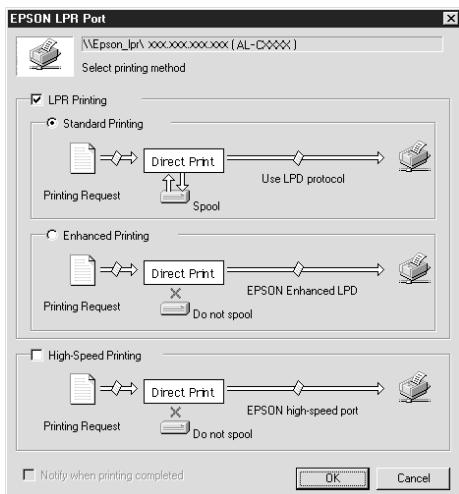 EPSON LPR Port
\\Epson_lpr\ xxx.xxx.xxx.xxx ( AL-CXXXX )
Select printing method
LPR Printing
Standard Printing
Direct Print
Use LPD protocol
Printing Request
Spool
Enhanced Printing
Direct Print
EPSON Enhanced LPD
Printing Request
Do not spool
High-Speed Printing
Direct Print
EPSON high-speed port
Printing Request
Do not spool
Notify when printing completed
OK
Cancel